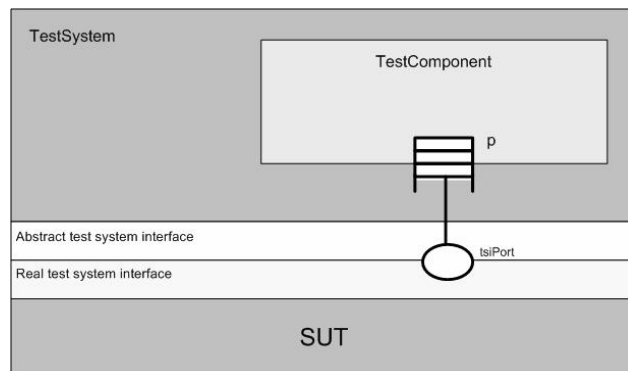 TestSystem
TestComponent
p
Abstract test system interface
tsiPort
Real test system interface
SUT